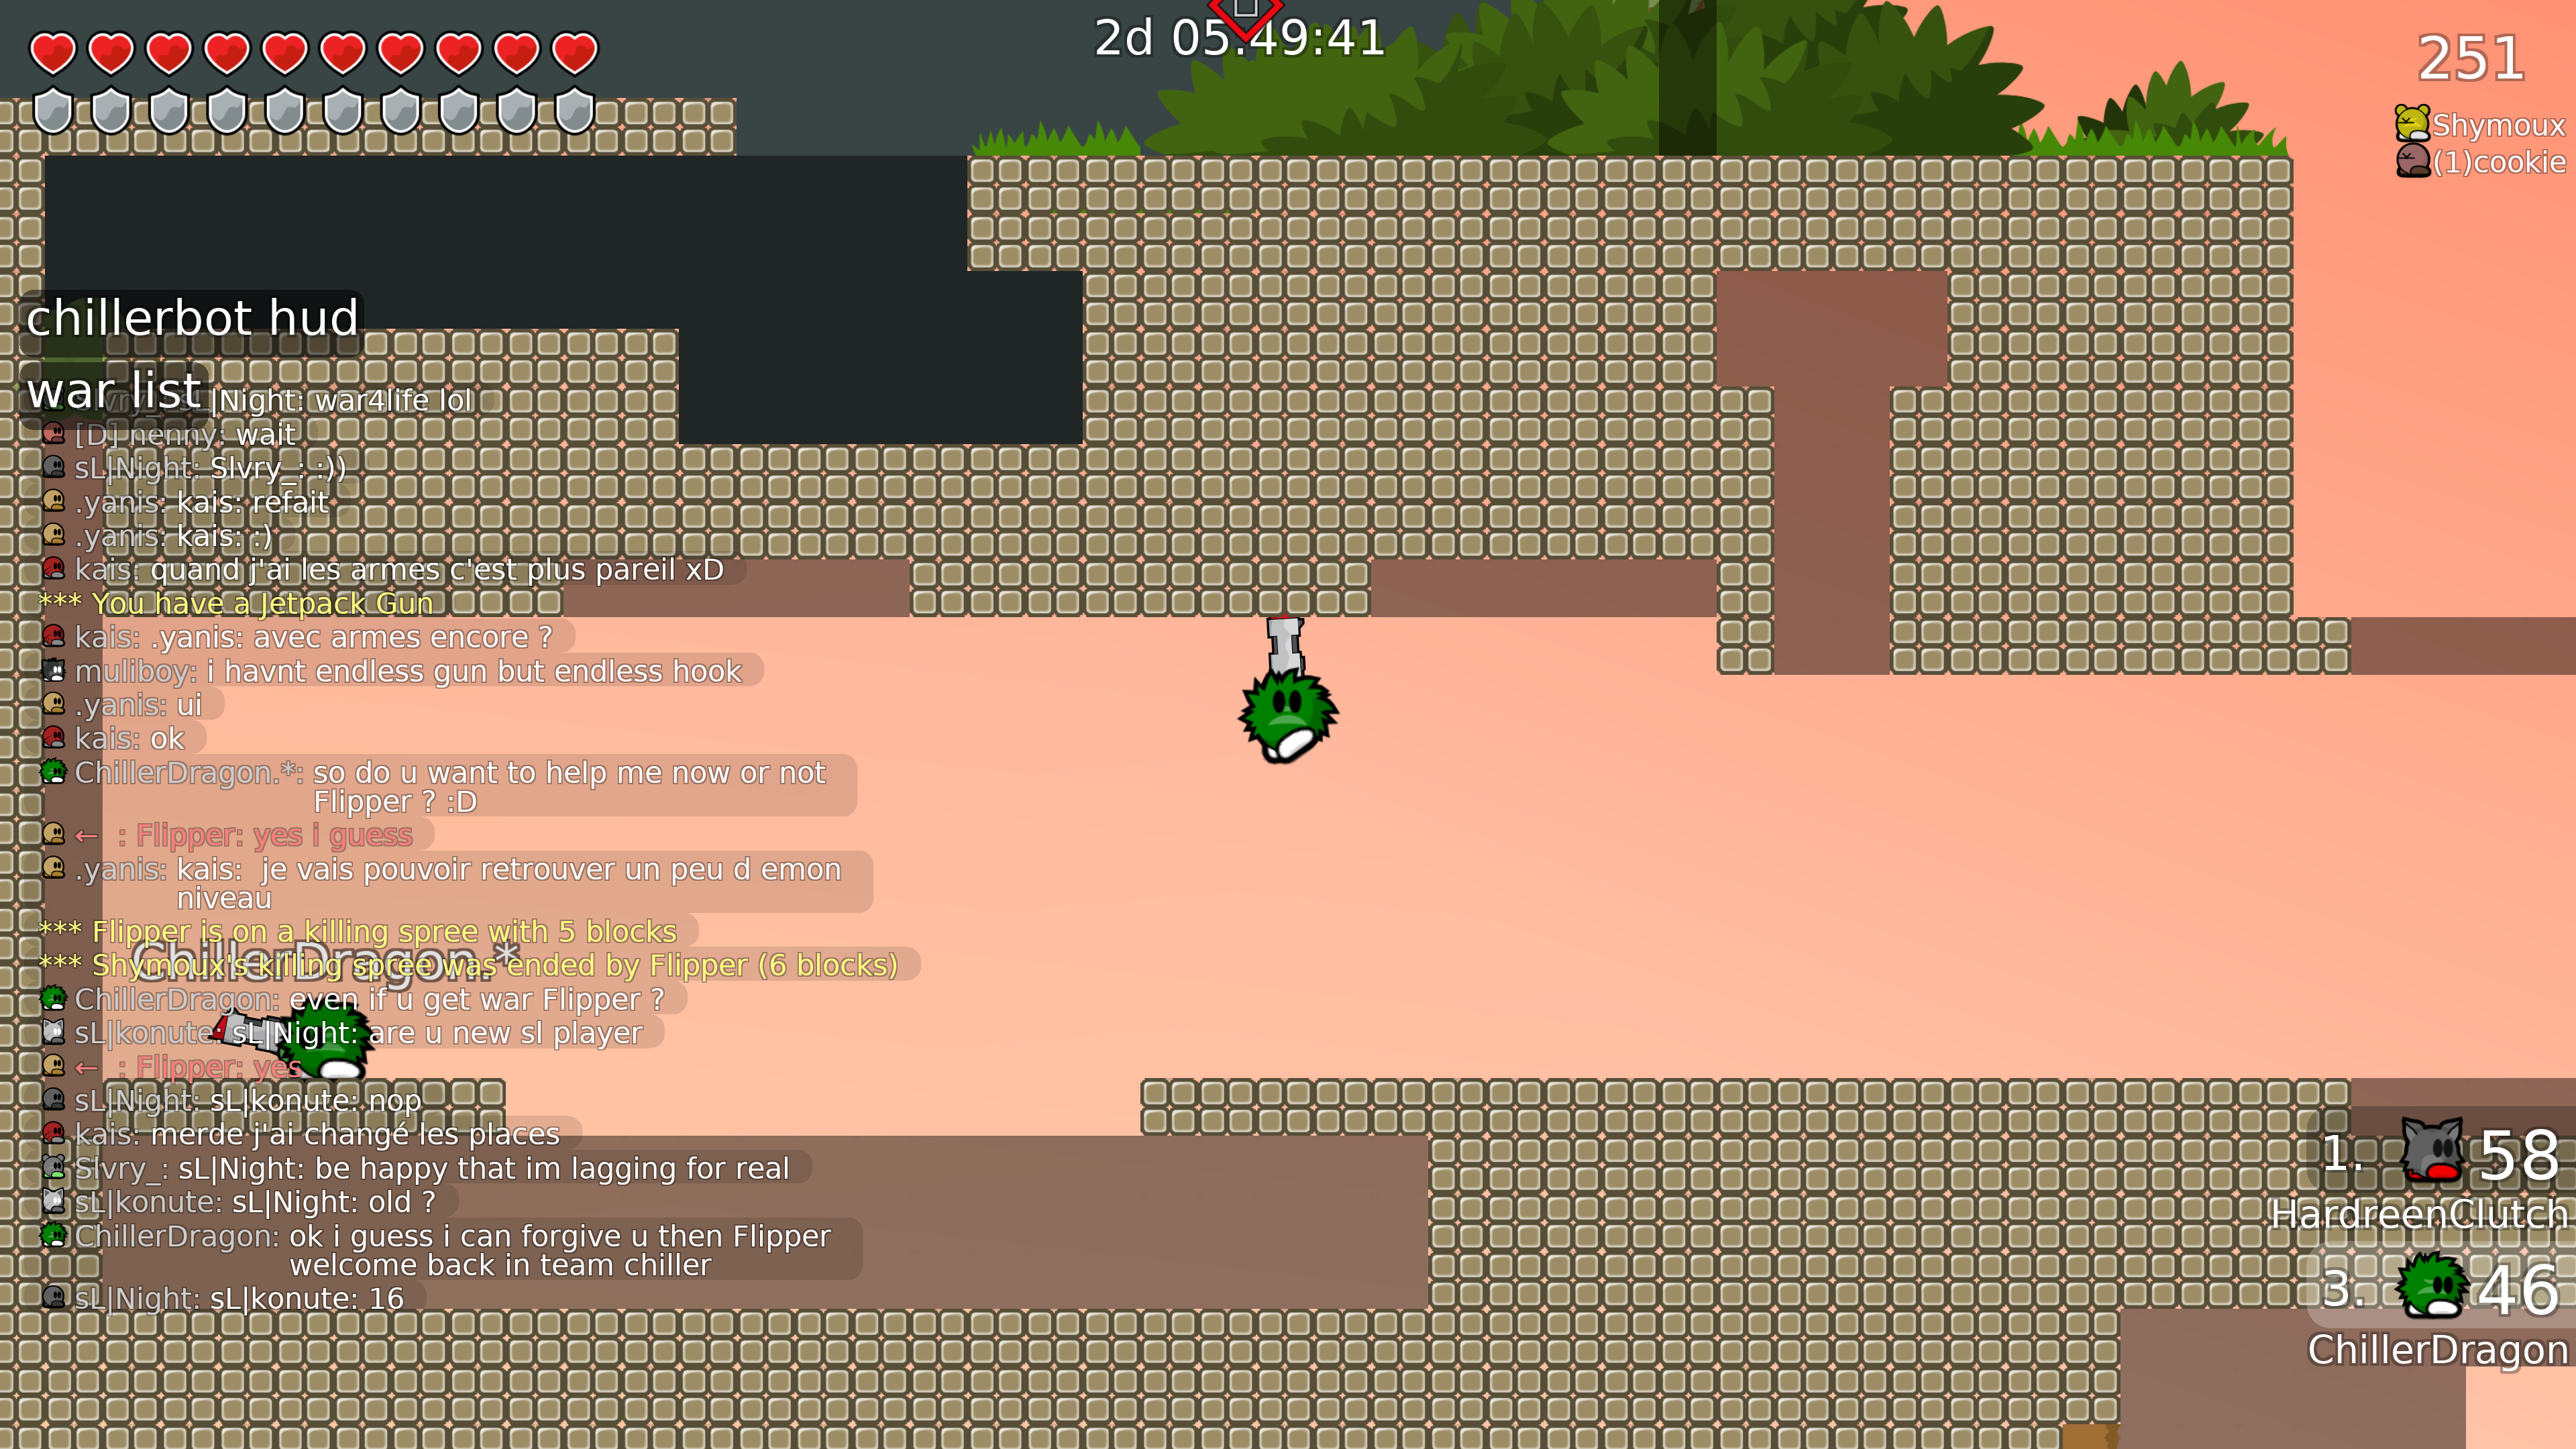 2d 05:49:41
251
Shymoux
(1)cookie
chillerbot hud
war list
|Night: war4life lol
[D] nenny: wait
sL|Night: Slvry_: :))
.yanis: kais: refait
.yanis: kais: :)
kais: quand j'ai les armes c'est plus pareil xD
*** You have a Jetpack Gun
kais: .yanis: avec armes encore ?
muliboy: i havnt endless gun but endless hook
.yanis: ui
kais: ok
ChillerDragon.*: so do u want to help me now or not
Flipper ? :D
← : Flipper: yes i guess
.yanis: kais: je vais pouvoir retrouver un peu d emon
niveau
*** Flipper is on a killing spree with 5 blocks
ChillerDragon.*
*** Shymoux's killing spree was ended by Flipper (6 blocks)
ChillerDragon: even if u get war Flipper ?
sL|konute: sL|Night: are u new sl player
← : Flipper: yes
sL|Night: sL|konute: nop
kais: merde j'ai changé les places
Slvry_: sL|Night: be happy that im lagging for real
sL|konute: sL|Night: old ?
ChillerDragon: ok i guess i can forgive u then Flipper
welcome back in team chiller
sL|Night: sL|konute: 16
1. 58
HardreenClutch
3. 46
ChillerDragon